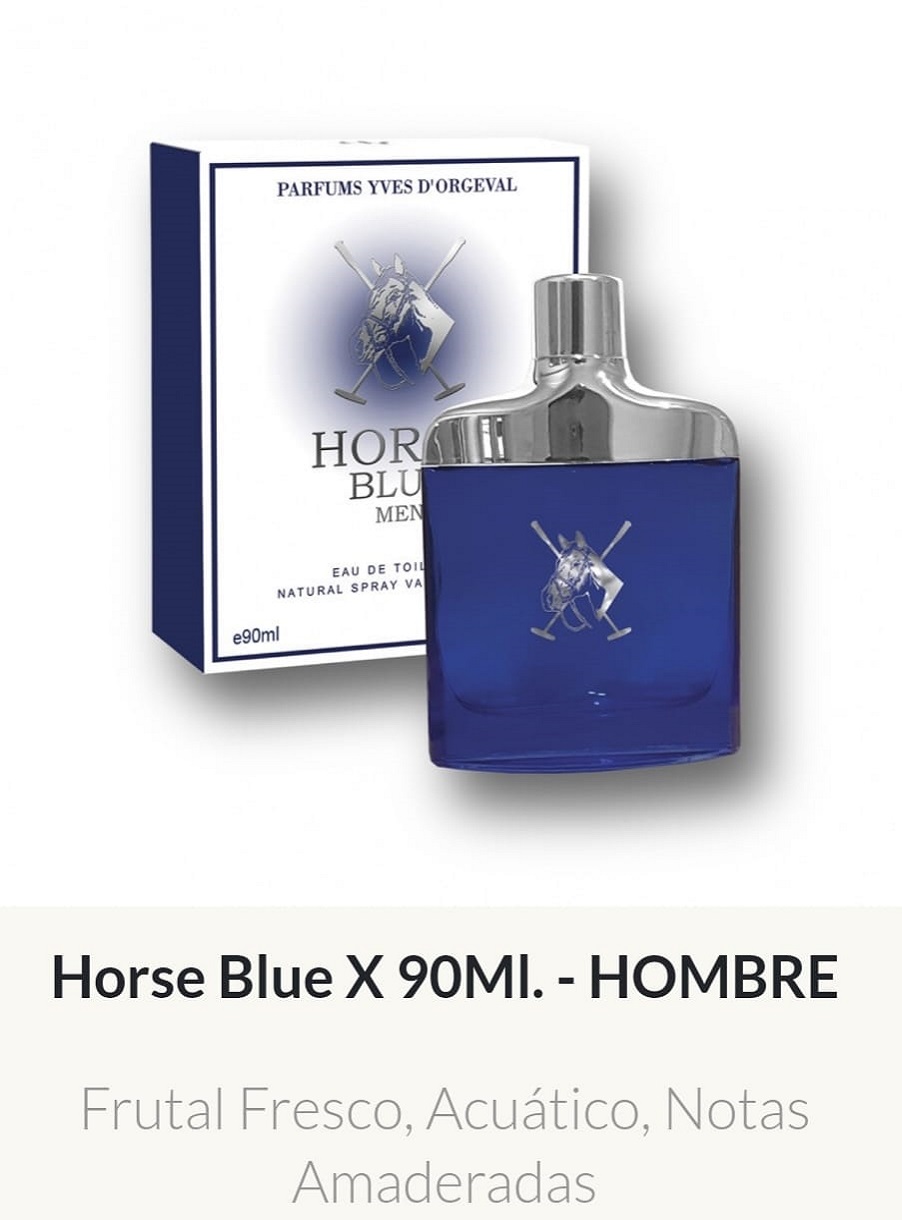 PARFUMS YVES D'ORGEVAL
HOR
BLU
MEN
EAU DE TOIL
NATURAL SPRAY VA
e90ml
Horse Blue X 90Ml. - HOMBRE
Frutal Fresco, Acuático, Notas
Amaderadas